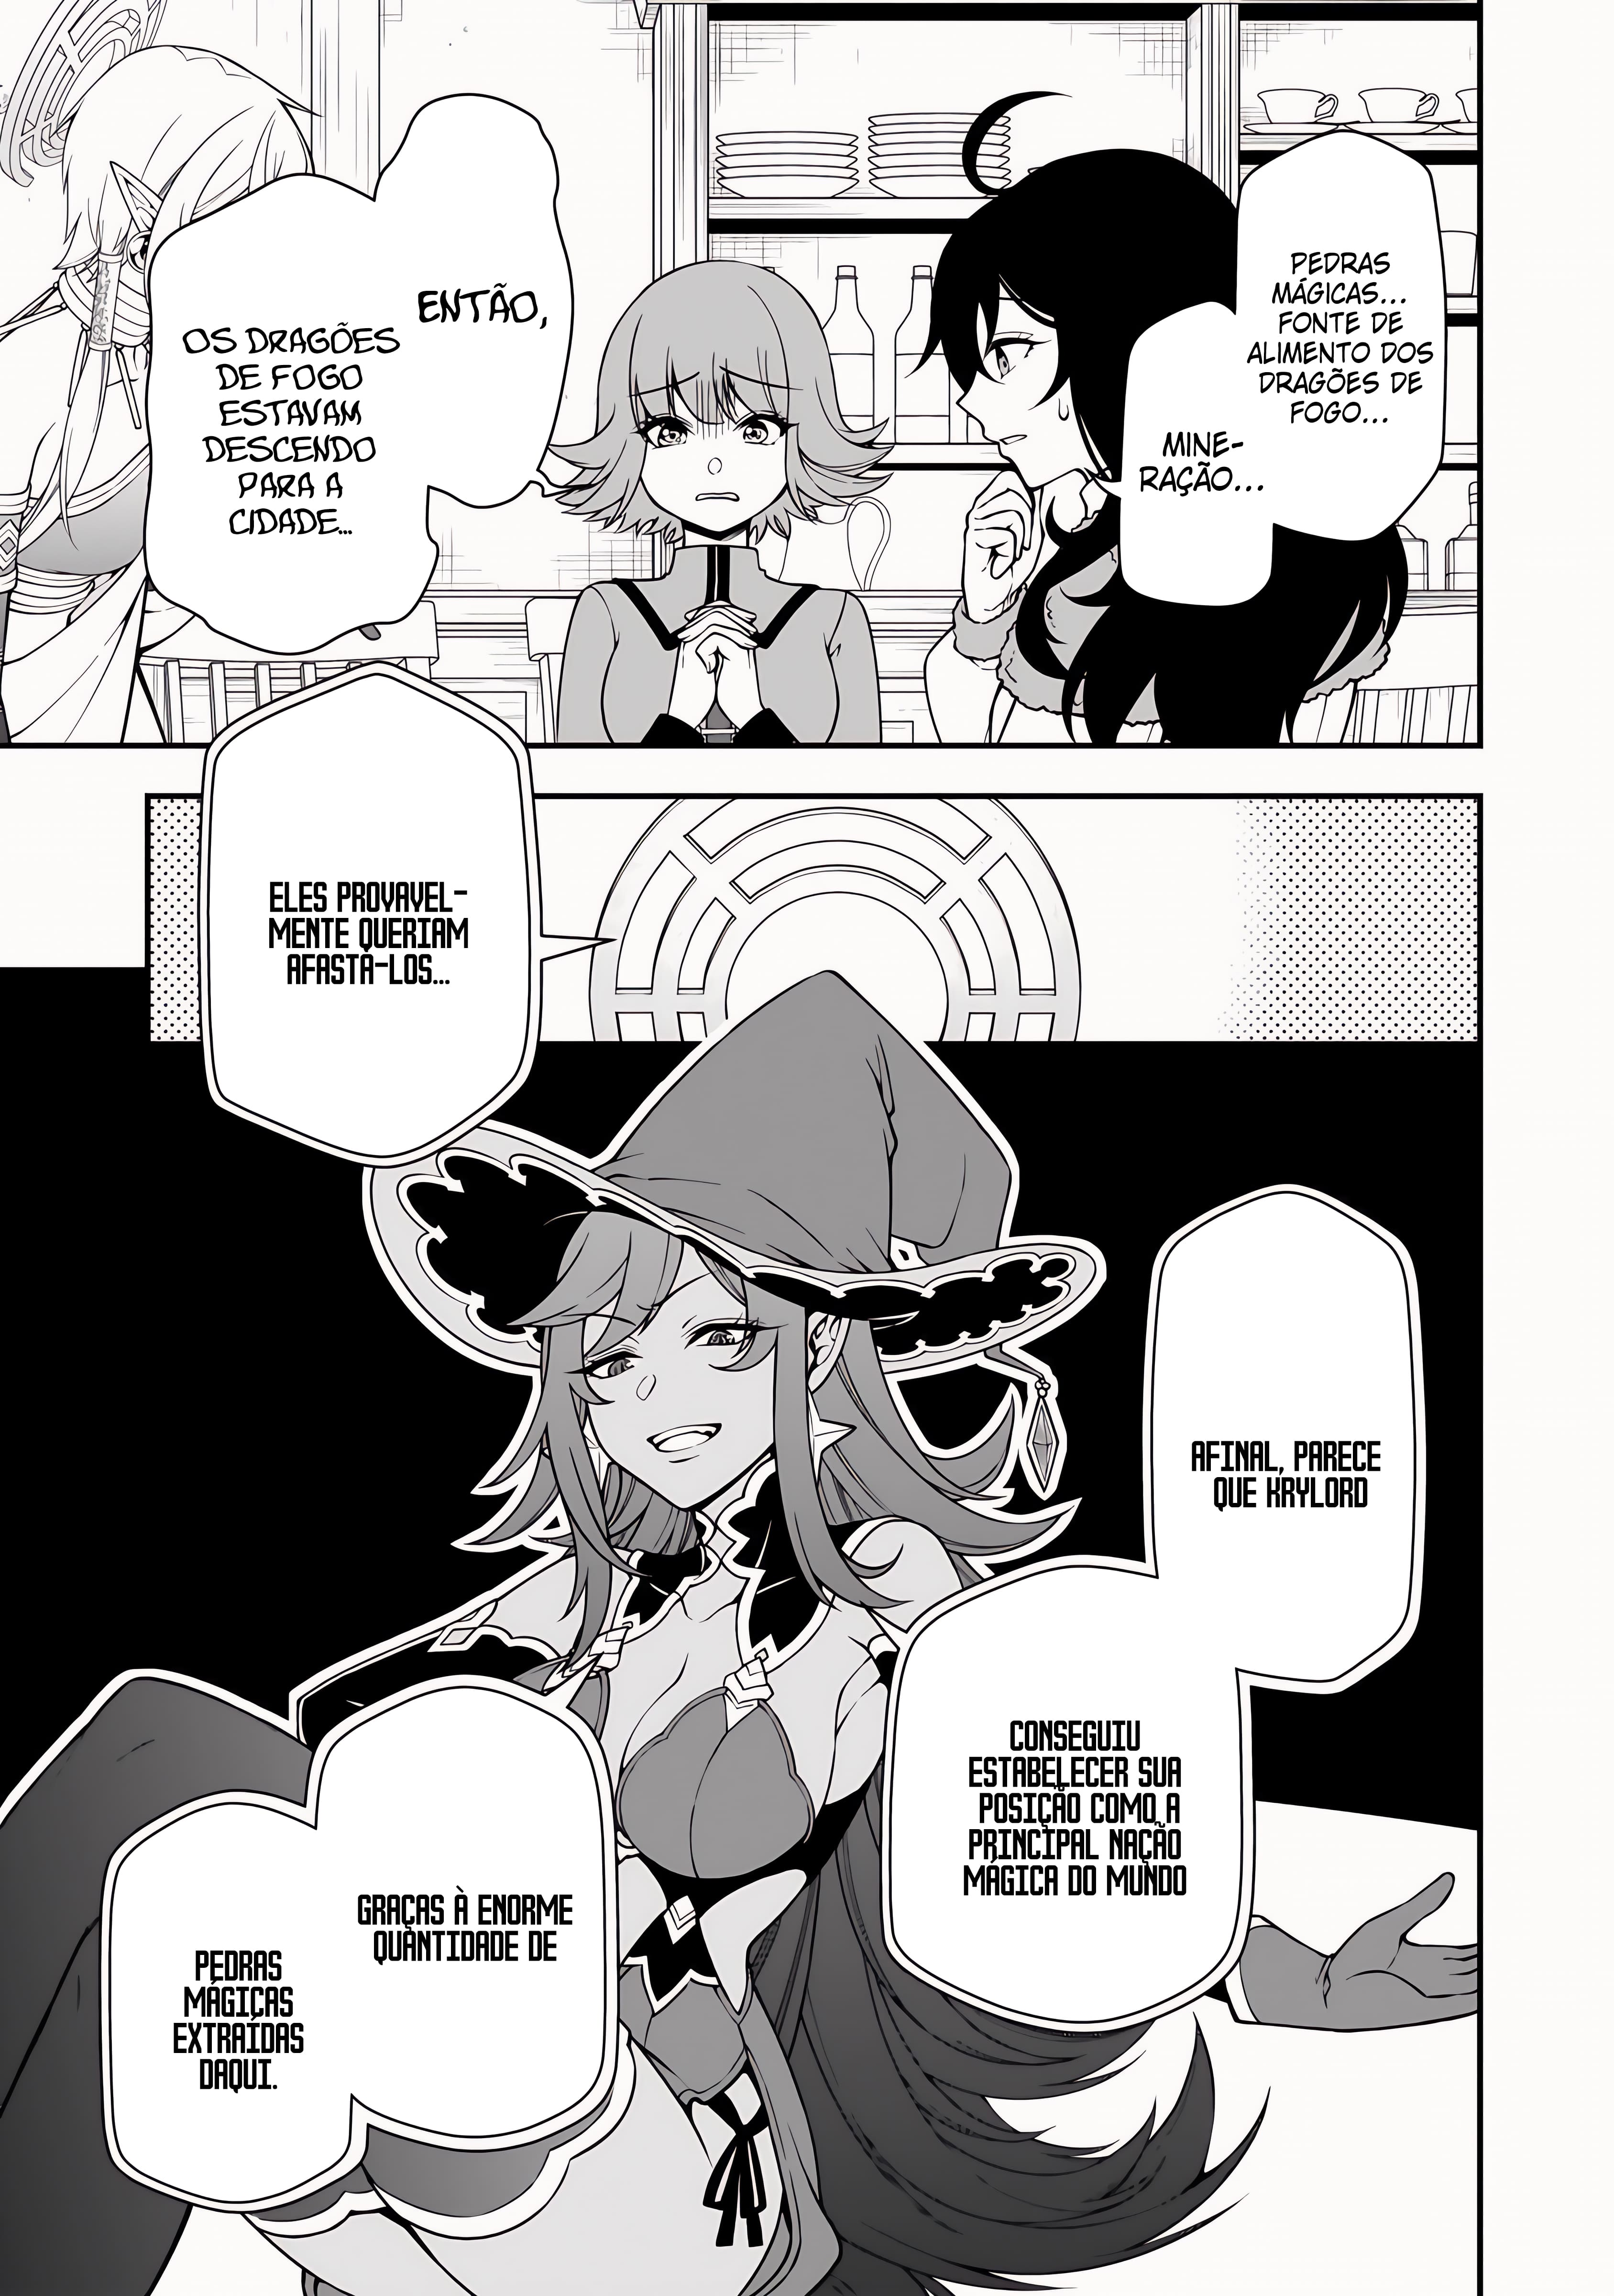 PEDRAS
MÁGICAS...
FONTE DE
ALIMENTO DOS
DRAGÕES DE
FOGO...
MINE-
RAÇÃO...
ENTÃO,
OS DRAGÕES
DE FOGO
ESTAVAM
DESCENDO
PARA A
CIDADE...
ELES PROVAVEL-
MENTE QUERIAM
AFASTÁ-LOS...
AFINAL, PARECE
QUE KRYLORD
CONSEGUIU
ESTABELECER SUA
POSIÇÃO COMO A
PRINCIPAL NAÇÃO
MÁGICA DO MUNDO
GRAÇAS À ENORME
QUANTIDADE DE
PEDRAS
MÁGICAS
EXTRAÍDAS
DAQUI.